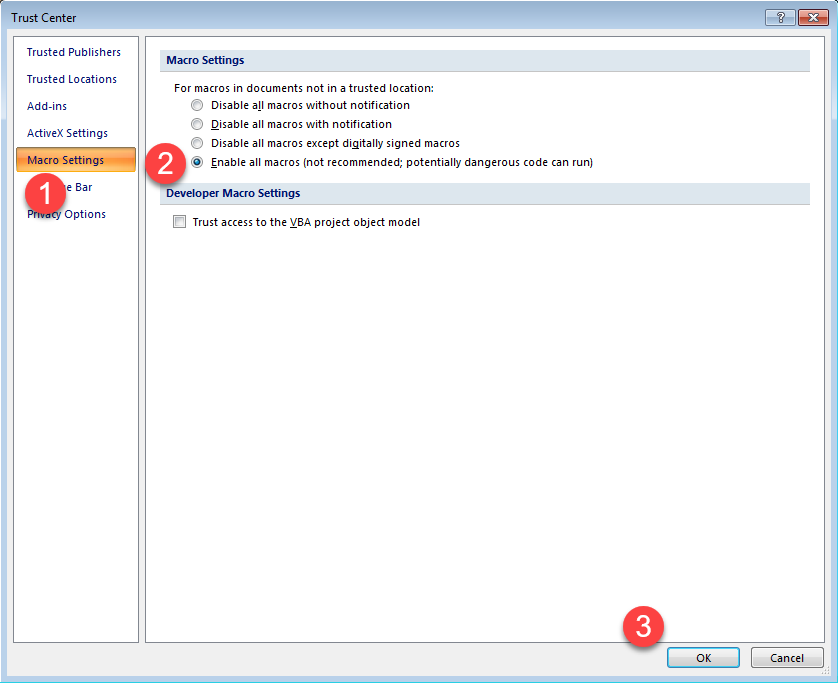 Trust Center
Trusted Publishers
Trusted Locations
Add-ins
ActiveX Settings
Macro Settings
1
Bar
Privacy Options
Macro Settings
For macros in documents not in a trusted location:
Disable all macros without notification
Disable all macros with notification
Disable all macros except digitally signed macros
2
Enable all macros (not recommended; potentially dangerous code can run)
Developer Macro Settings
Trust access to the VBA project object model
3
OK
Cancel